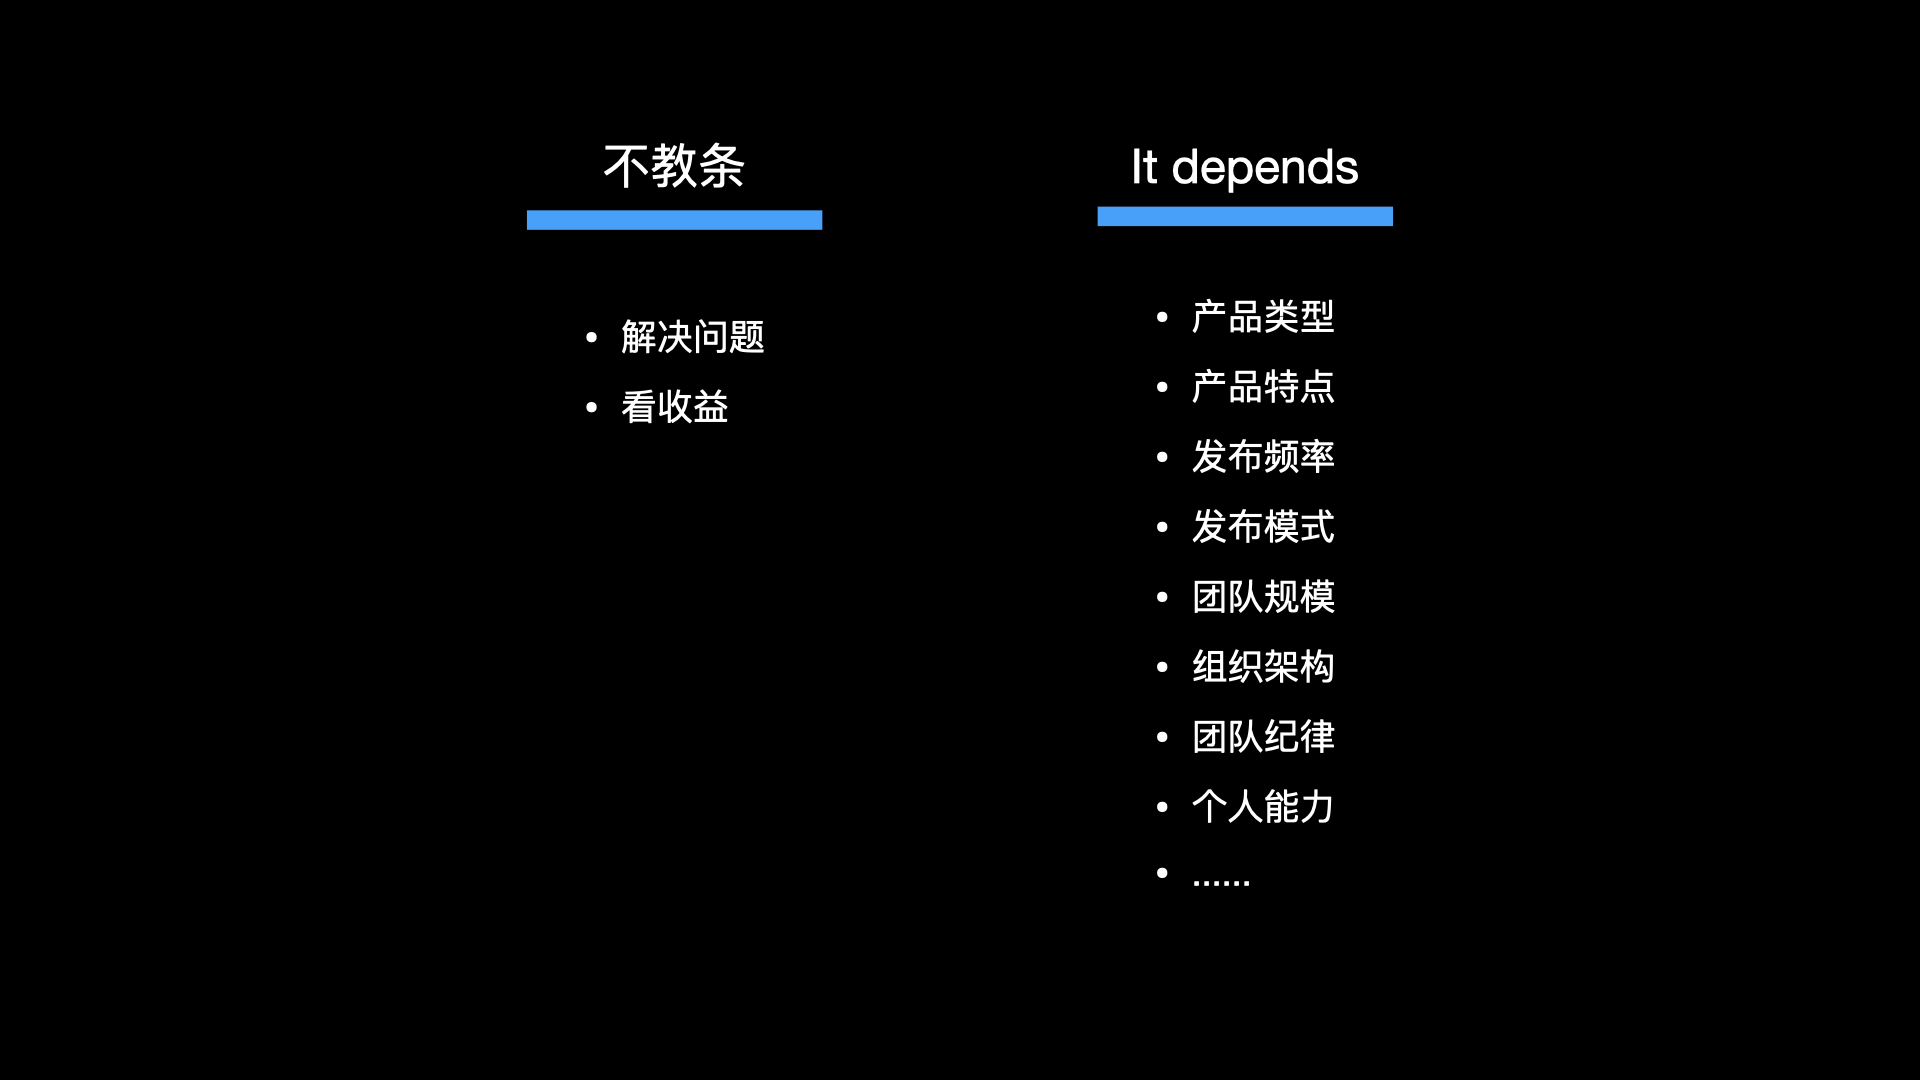 不教条
• 解决问题
• 看收益
It depends
• 产品类型
• 产品特点
• 发布频率
• 发布模式
• 团队规模
• 组织架构
• 团队纪律
• 个人能力
• ......